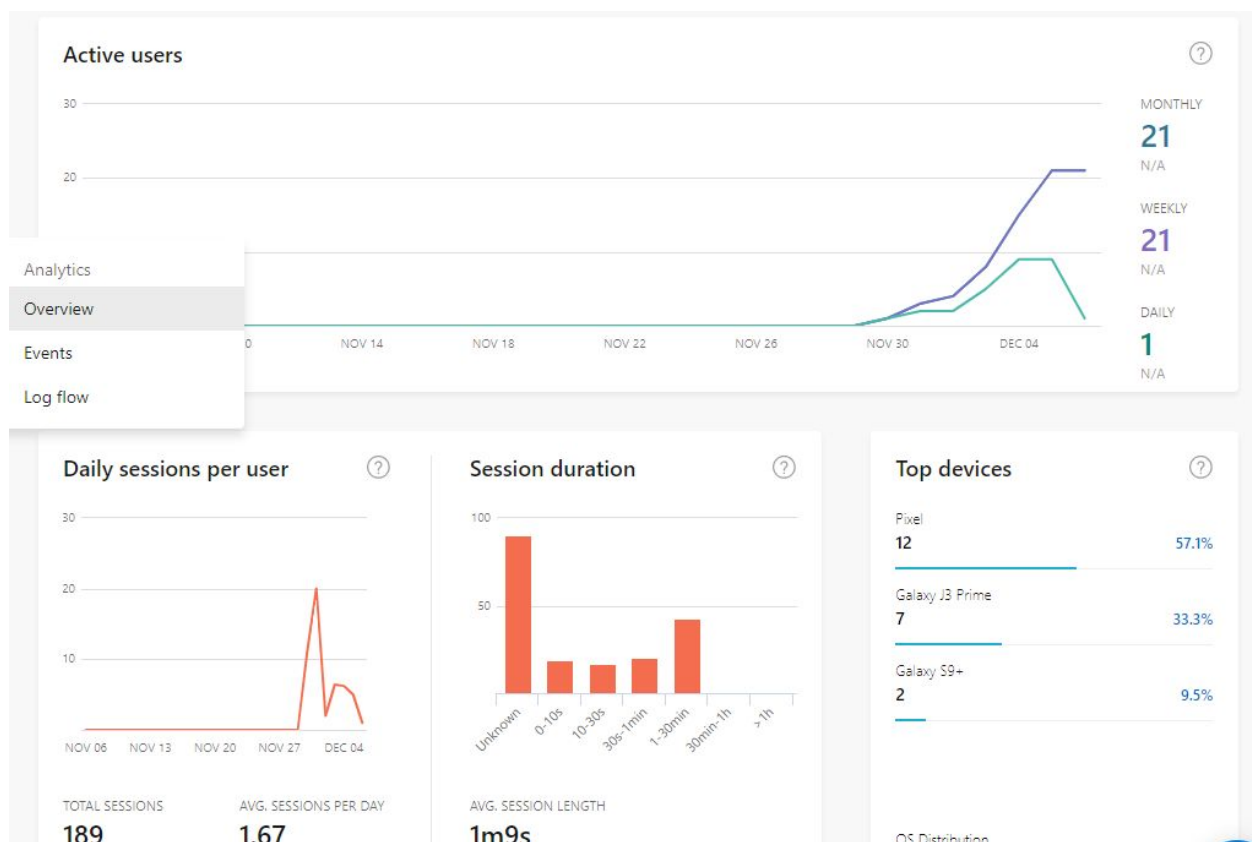 Active users
?
30
20
MONTHLY
21
N/A
WEEKLY
21
N/A
DAILY
1
N/A
Analytics
Overview
Events
Log flow
0
NOV 14
NOV 18
NOV 22
NOV 26
NOV 30
DEC 04
Daily sessions per user
?
30
20
10
NOV 06
NOV 13
NOV 20
NOV 27
DEC 04
TOTAL SESSIONS
189
AVG. SESSIONS PER DAY
1.67
Session duration
?
100
50
Unknown
0-10s
10-30s
30s-1min
1-30min
30min-1h
> 1h
AVG. SESSION LENGTH
1m9s
Top devices
?
Pixel
12
57.1%
Galaxy J3 Prime
7
33.3%
Galaxy S9+
2
9.5%
OS Distribution